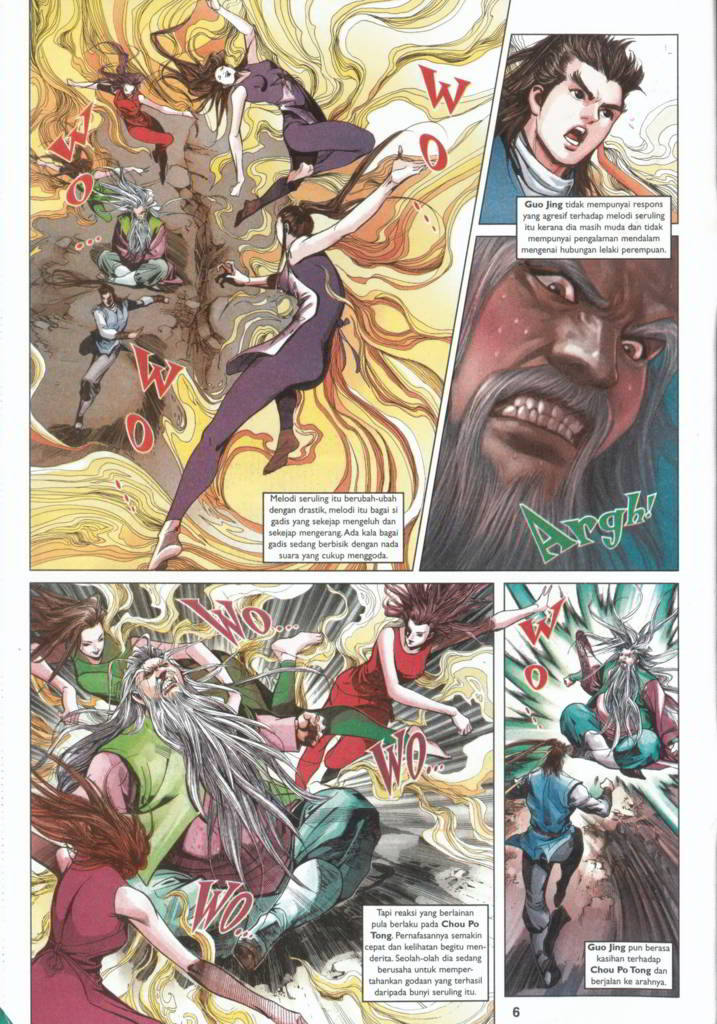 WO...
WO...
WO
Melodi seruling itu berubah-ubah
dengan drastik, melodi itu bagai si
gadis yang sekejap mengeluh dan
sekejap mengerang. Ada kala bagai
gadis sedang berbisik dengan nada
suara yang cukup menggoda.
Guo Jing tidak mempunyai respons
yang agresif terhadap melodi seruling
itu kerana dia masih muda dan tidak
mempunyai pengalaman mendalam
mengenai hubungan lelaki perempuan.
Argh!
WO...
WO...
WO...
Tapi reaksi yang berlainan
pula berlaku pada Chou Po
Tong. Pernafasannya semakin
cepat dan kelihatan begitu men-
derita. Seolah-olah dia sedang
berusaha untuk memper-
tahankan godaan yang terhasil
daripada bunyi seruling itu.
WO...
Guo Jing pun berasa
kasihan terhadap
Chou Po Tong dan
berjalan ke arahnya.
6